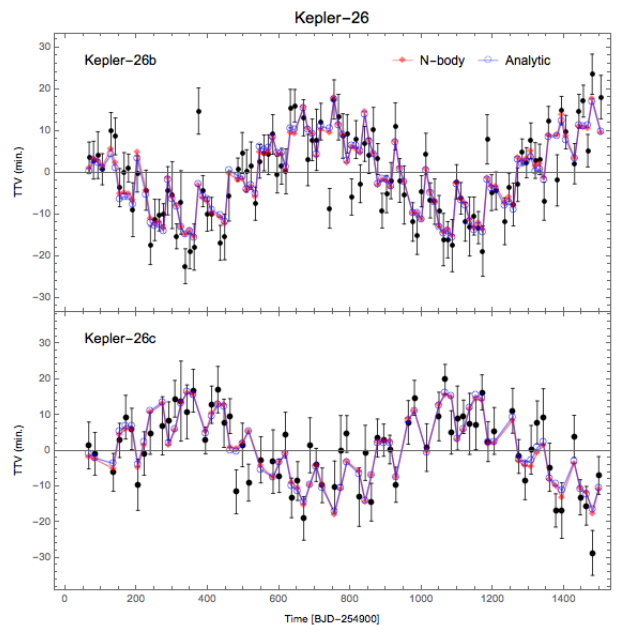 Kepler−26
Kepler−26b
N−body
Analytic
TTV (min.)
30
20
10
0
−10
−20
−30
Kepler−26c
TTV (min.)
30
20
10
0
−10
−20
−30
0 200 400 600 800 1000 1200 1400
Time [BJD-254900]